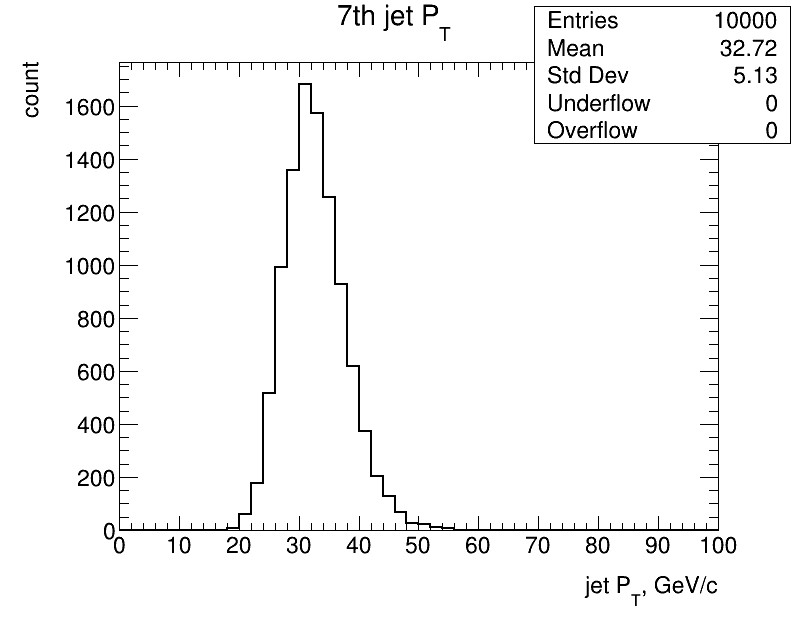 7th jet P_T
Entries 10000
Mean 32.72
Std Dev 5.13
Underflow 0
Overflow 0
count
1600
1400
1200
1000
800
600
400
200
0
0 10 20 30 40 50 60 70 80 90 100
jet P_T, GeV/c